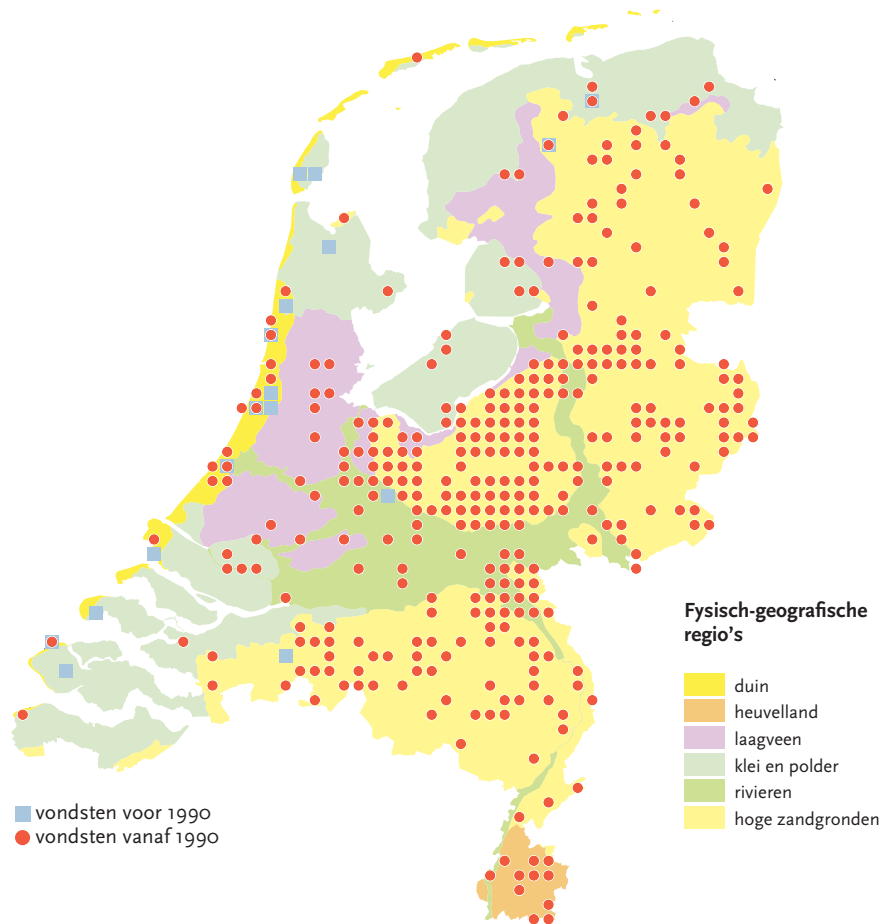 Fysisch-geografische
regio's
duin
heuvelland
laagveen
klei en polder
rivieren
hoge zandgronden
vondsten voor 1990
vondsten vanaf 1990